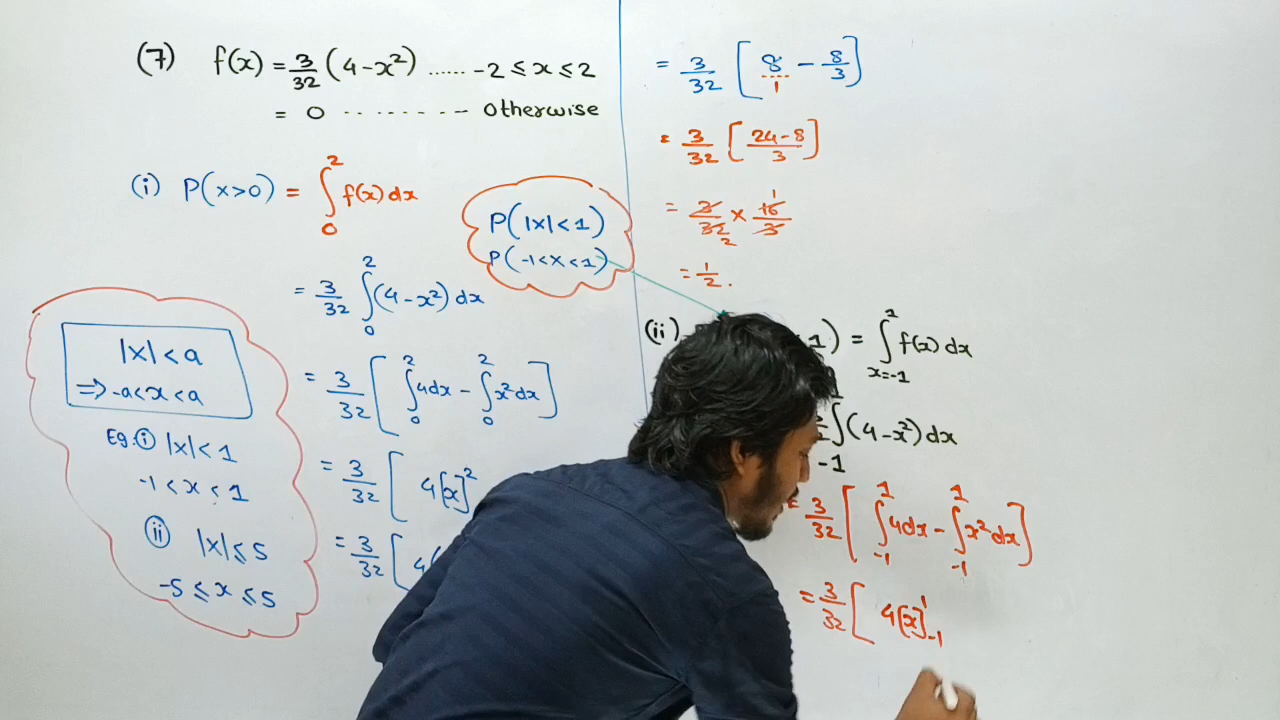 (7) f(x) = 3/32 (4-x²) ...... -2 ≤ x ≤ 2
= 0 ........ Otherwise
(i) P(x>0) = ∫₀² f(x) dx
= 3/32 ∫₀² (4-x²) dx
= 3/32 [ ∫₀² 4dx - ∫₀² x²dx ]
= 3/32 [ 4[x]²
= 3/32 [ 4(
P(|x|<1)
P(-1<x<1)
|x|<a
⇒ -a<x<a
Eg. (i) |x|<1
-1<x<1
(ii) |x|≤5
-5≤x≤5
= 3/32 [ 8/1 - 8/3 ]
= 3/32 [ (24-8)/3 ]
= 3/32 × 16/3
2 1
= 1/2.
(ii) 1) = ∫ₓ₌₋₁¹ f(x) dx
∫₋₁ (4-x²) dx
= 3/32 [ ∫₋₁¹ 4dx - ∫₋₁¹ x²dx ]
= 3/32 [ 4[x]₋₁¹